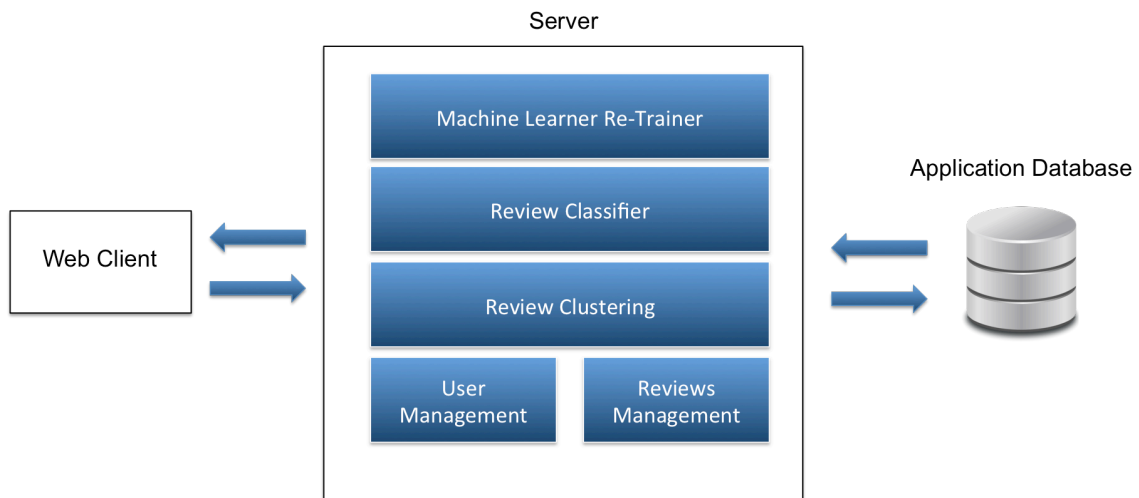 Server
Machine Learner Re-Trainer
Application Database
Review Classifier
Web Client
Review Clustering
User
Management
Reviews
Management